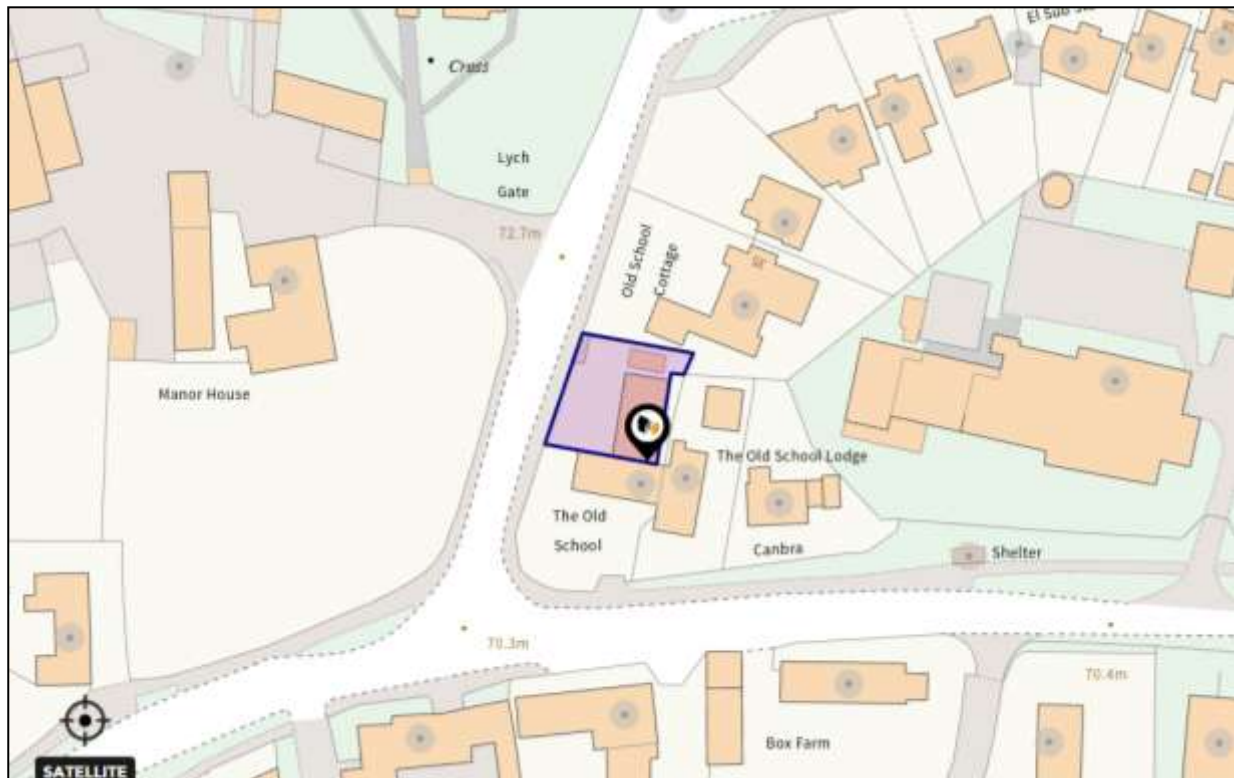 Cross
Lych
Gate
72.7m
Old School
Cottage
Manor House
The Old School Lodge
The Old
School
Canbra
Shelter
70.3m
70.4m
Box Farm
SATELLITE